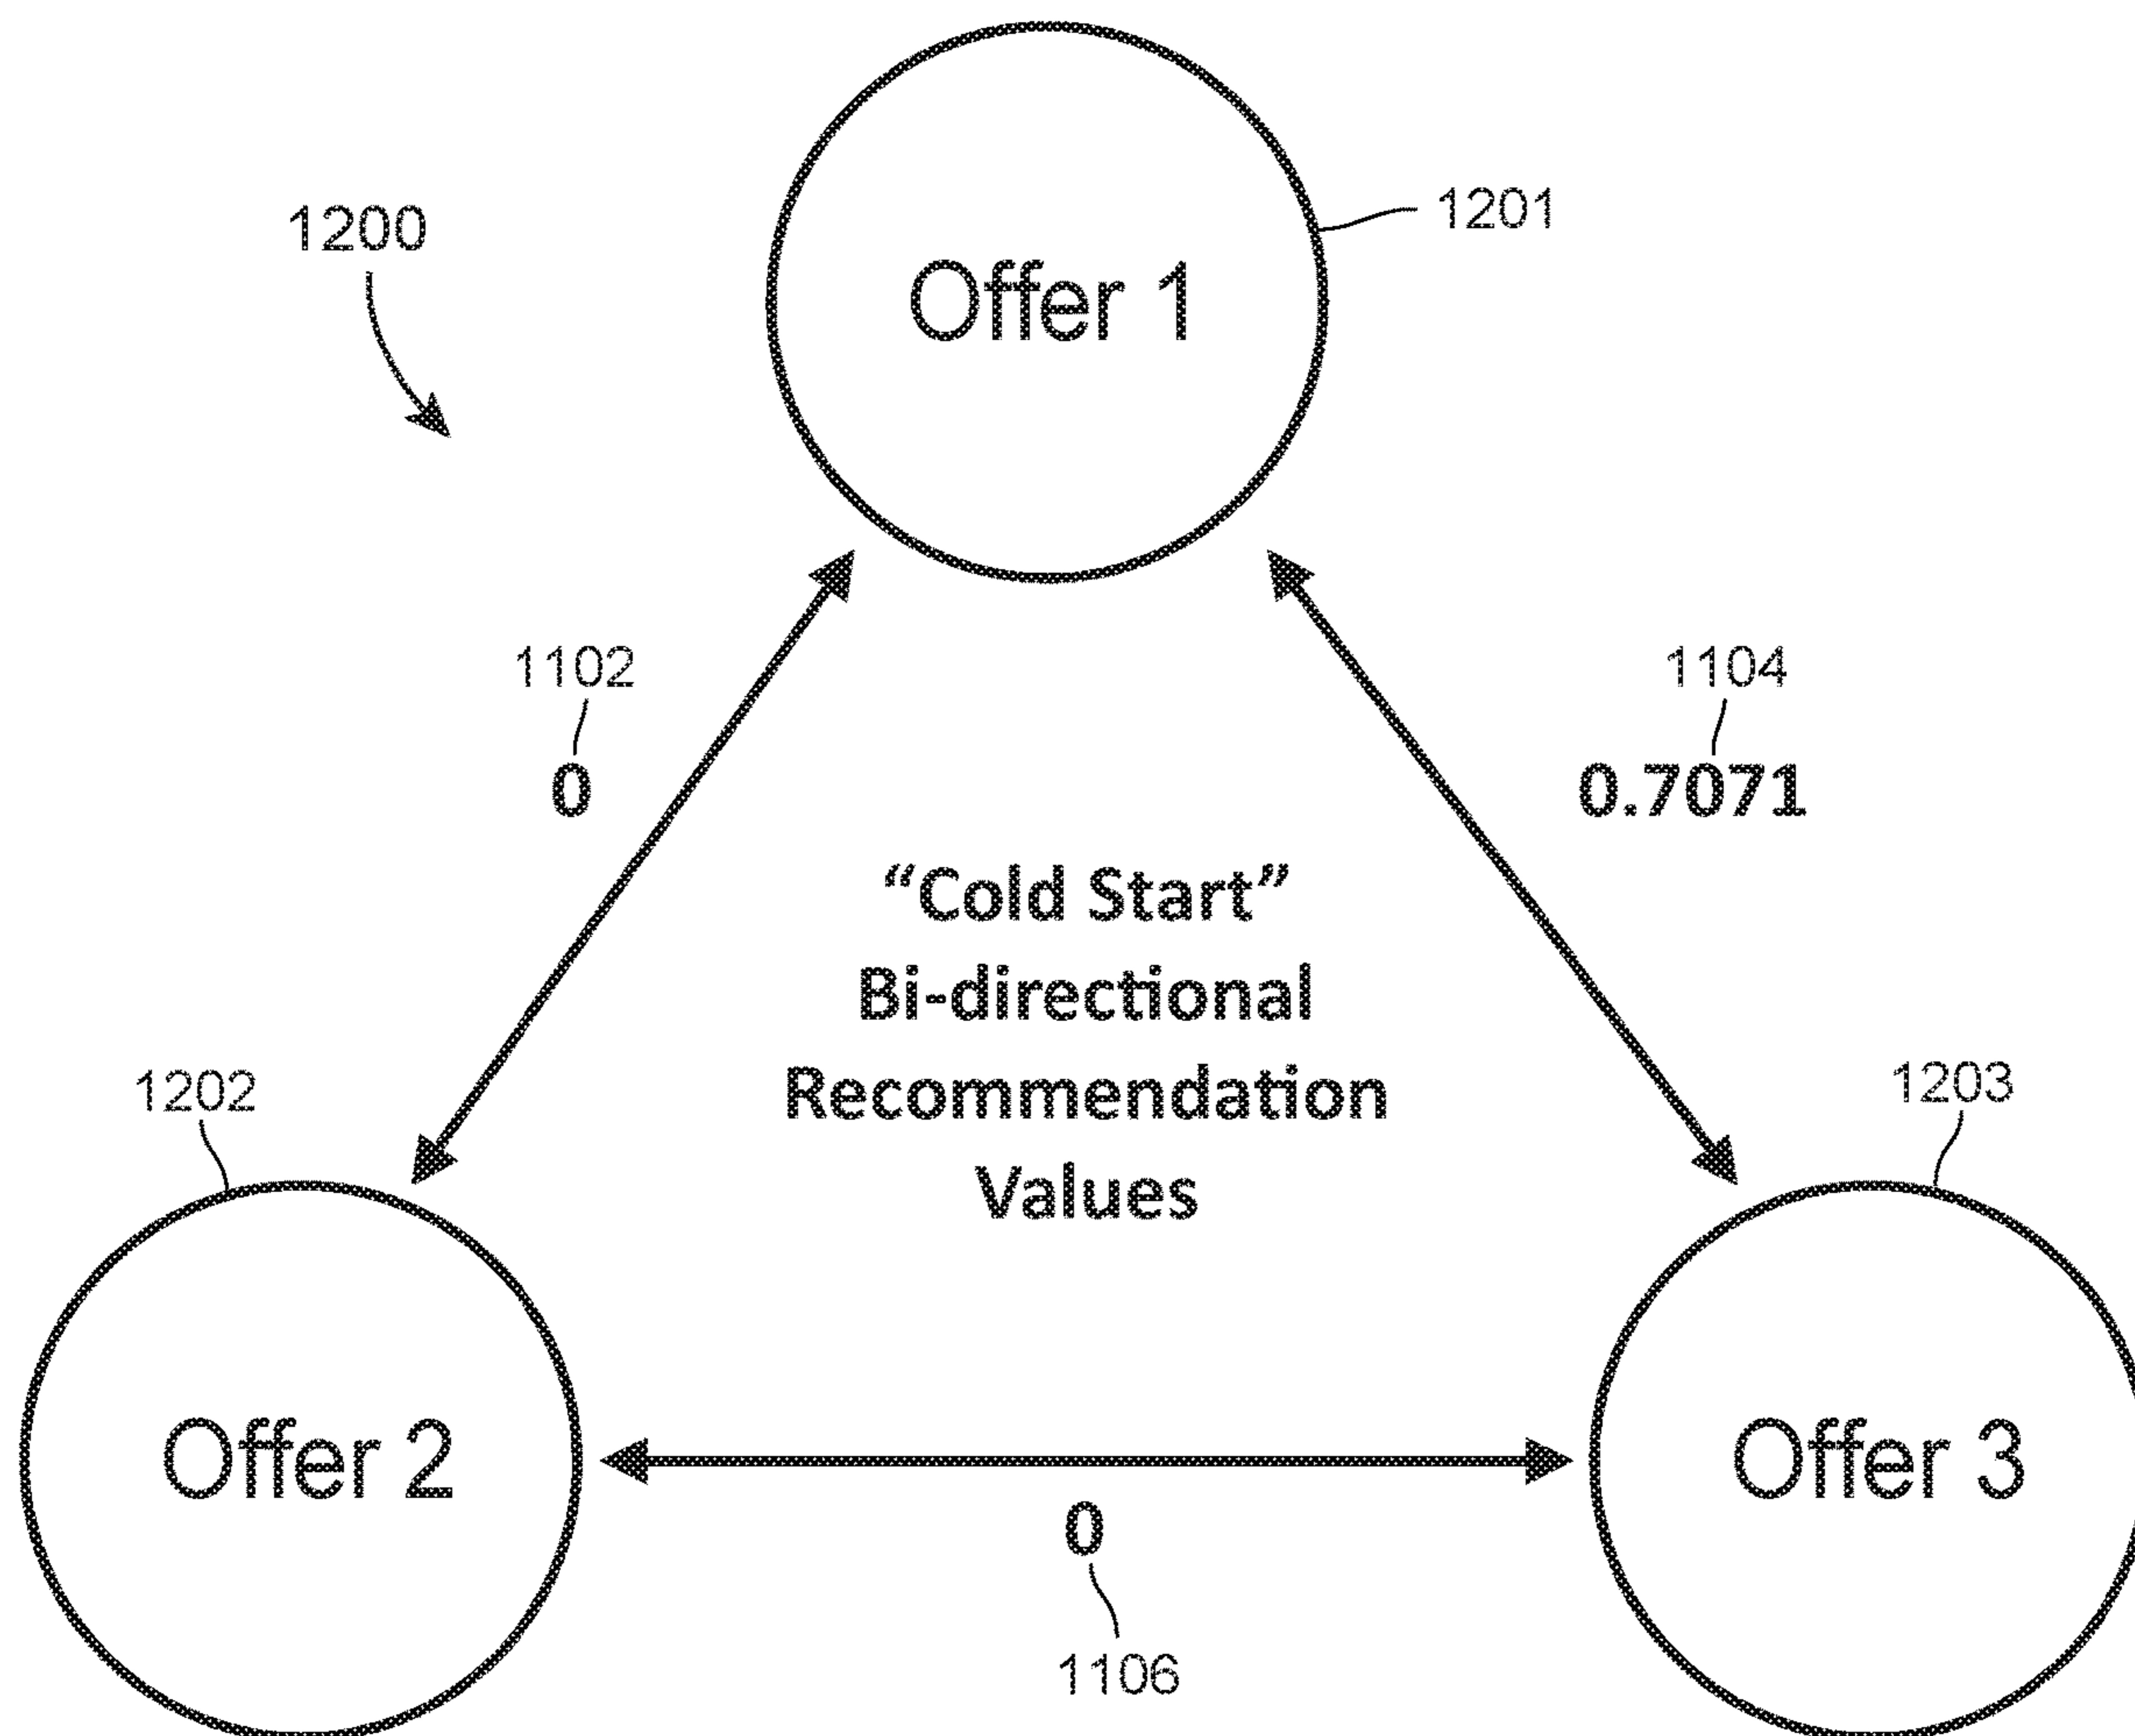 1200
1201
Offer 1
1102
0
1104
0.7071
“Cold Start”
Bi-directional
Recommendation
Values
1202
1203
Offer 2
Offer 3
0
1106